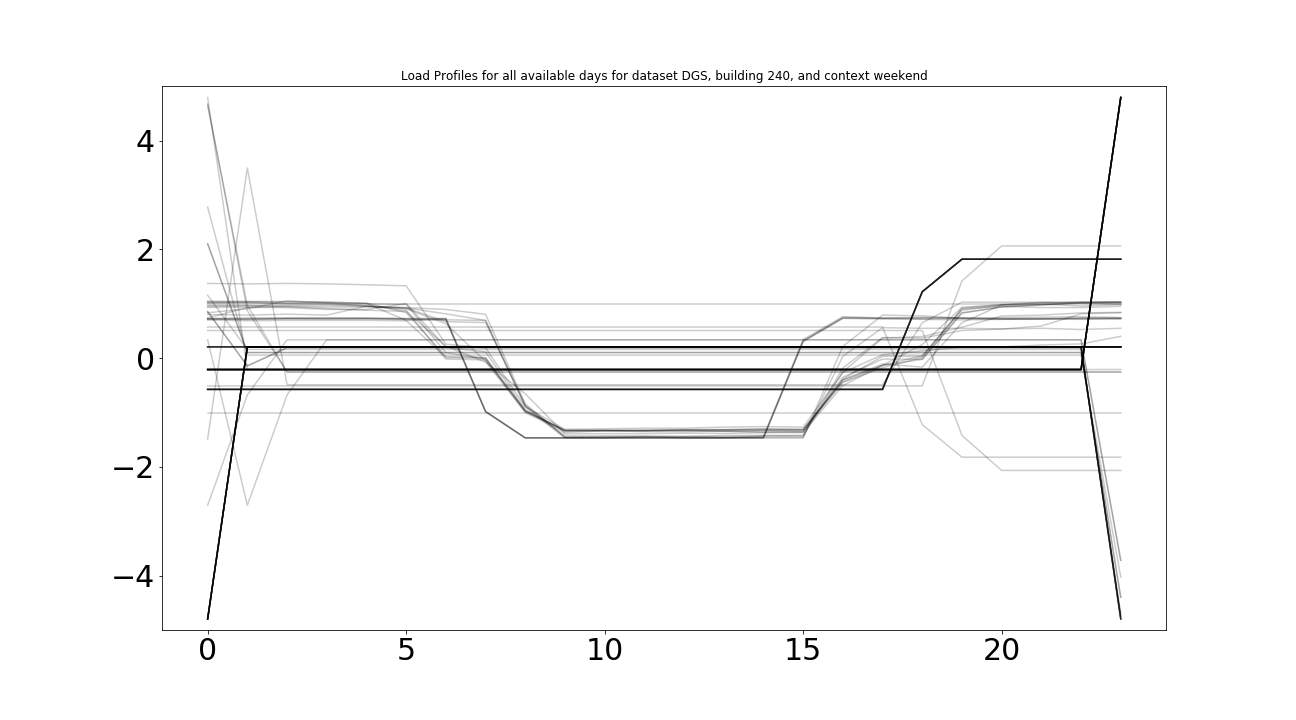 Load Profiles for all available days for dataset DGS, building 240, and context weekend
4
2
0
−2
−4
0 5 10 15 20